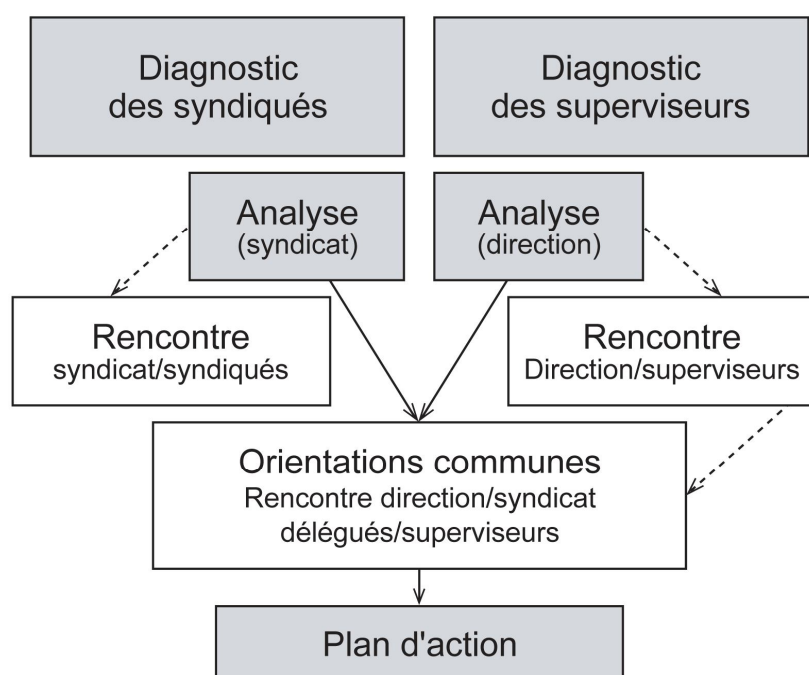 Diagnostic
des syndiqués
Diagnostic
des superviseurs
Analyse
(syndicat)
Analyse
(direction)
Rencontre
syndicat/syndiqués
Rencontre
Direction/superviseurs
Orientations communes
Rencontre direction/syndicat
délégués/superviseurs
Plan d'action